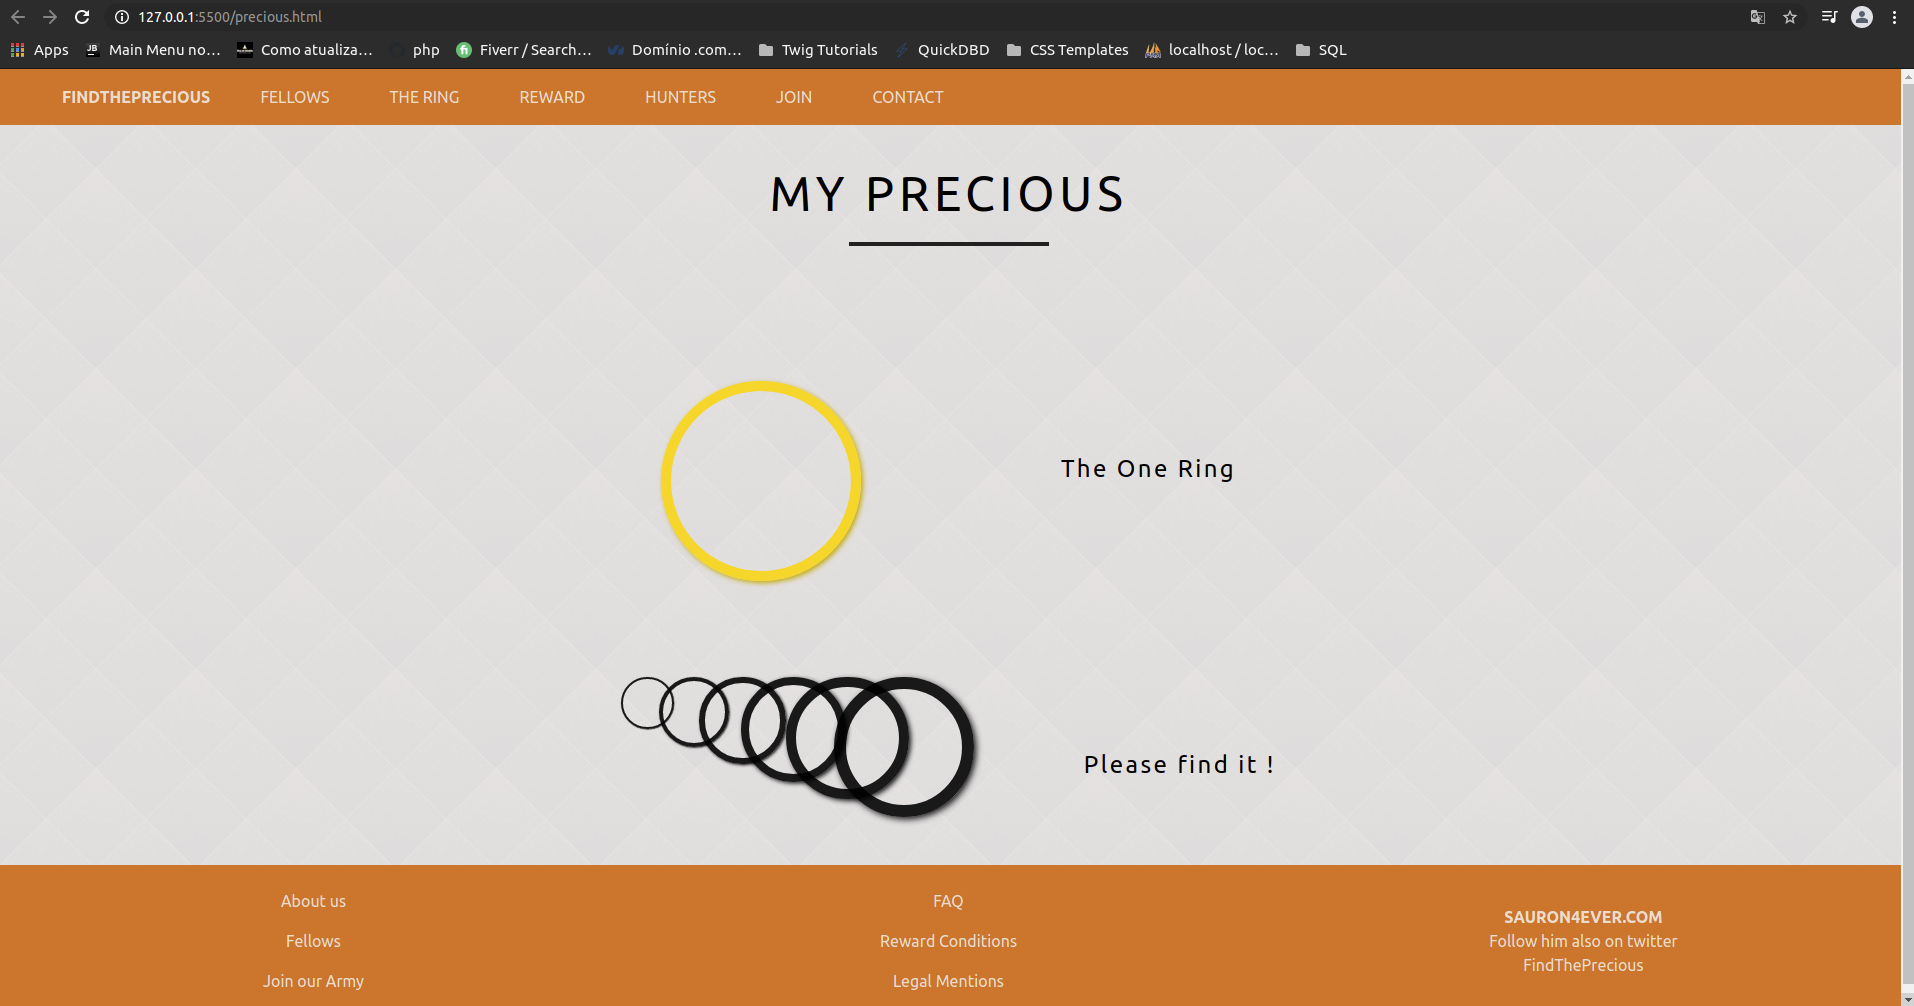 127.0.0.1:5500/precious.html
Apps
JB Main Menu no...
Como atualiza...
php
fi Fiverr / Search...
Domínio .com...
Twig Tutorials
QuickDBD
CSS Templates
localhost / loc...
SQL
FINDTHEPRECIOUS FELLOWS THE RING REWARD HUNTERS JOIN CONTACT
MY PRECIOUS
The One Ring
Please find it !
About us
Fellows
Join our Army
FAQ
Reward Conditions
Legal Mentions
SAURON4EVER.COM
Follow him also on twitter
FindThePrecious